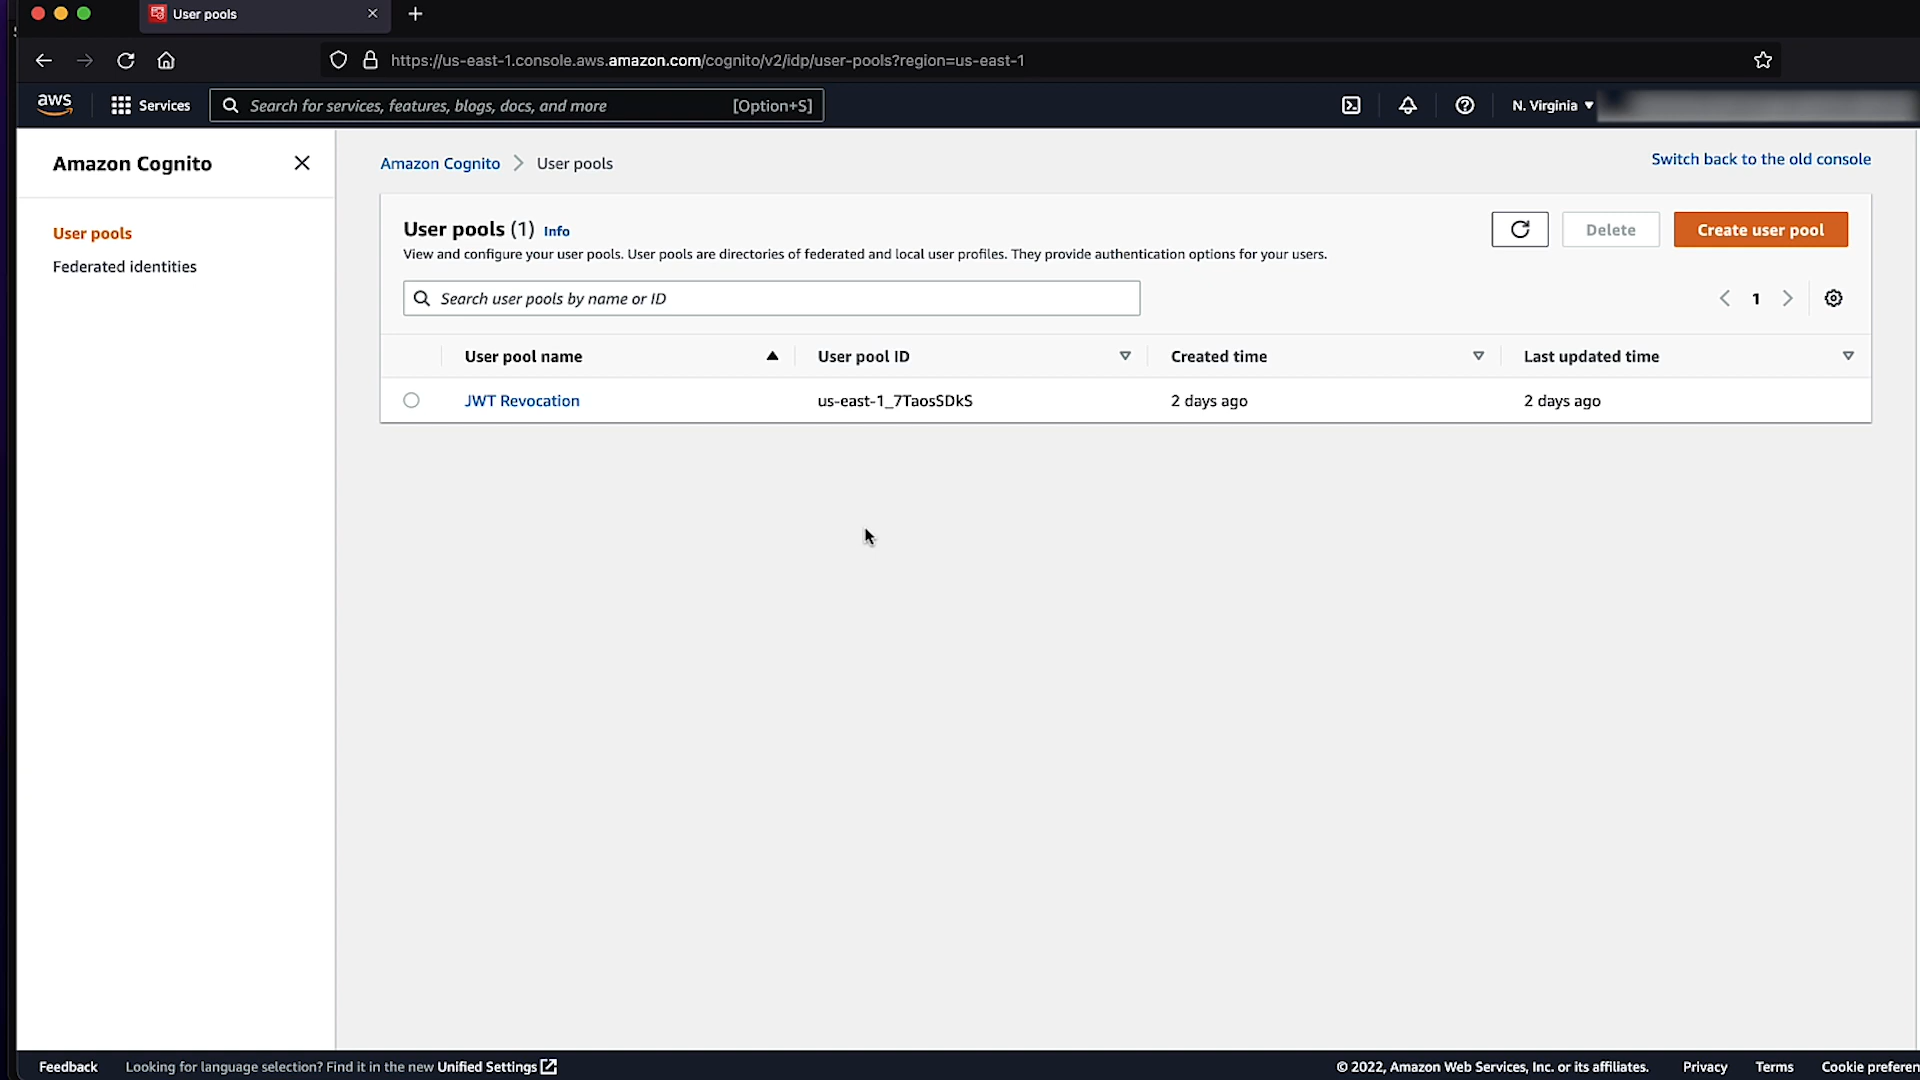 User pools
https://us-east-1.console.aws.amazon.com/cognito/v2/idp/user-pools?region=us-east-1
aws
Services
Search for services, features, blogs, docs, and more
[Option+S]
N. Virginia
Amazon Cognito
User pools
Federated identities
Amazon Cognito
User pools
Switch back to the old console
User pools (1) Info
View and configure your user pools. User pools are directories of federated and local user profiles. They provide authentication options for your users.
Delete
Create user pool
Search user pools by name or ID
1
User pool name
User pool ID
Created time
Last updated time
JWT Revocation
us-east-1_7TaosSDkS
2 days ago
2 days ago
Feedback
Looking for language selection? Find it in the new Unified Settings
© 2022, Amazon Web Services, Inc. or its affiliates.
Privacy
Terms
Cookie preferen